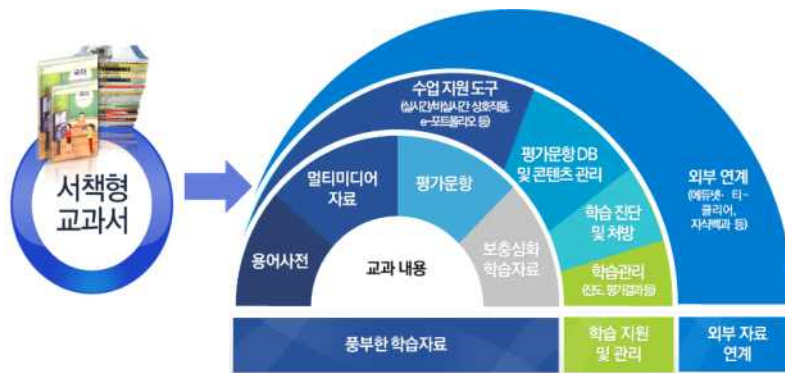 국어
서책형
교과서
수업 지원 도구
(실시간/비실시간 상호작용,
e-포트폴리오 등)
멀티미디어
자료
평가문항
평가문항 DB
및 콘텐츠 관리
외부 연계
(에듀넷· 티-
클리어,
지식백과 등)
학습 진단
및 처방
용어사전
교과 내용
보충심화
학습자료
학습관리
(진도, 평가결과 등)
풍부한 학습자료
학습 지원
및 관리
외부 자료
연계